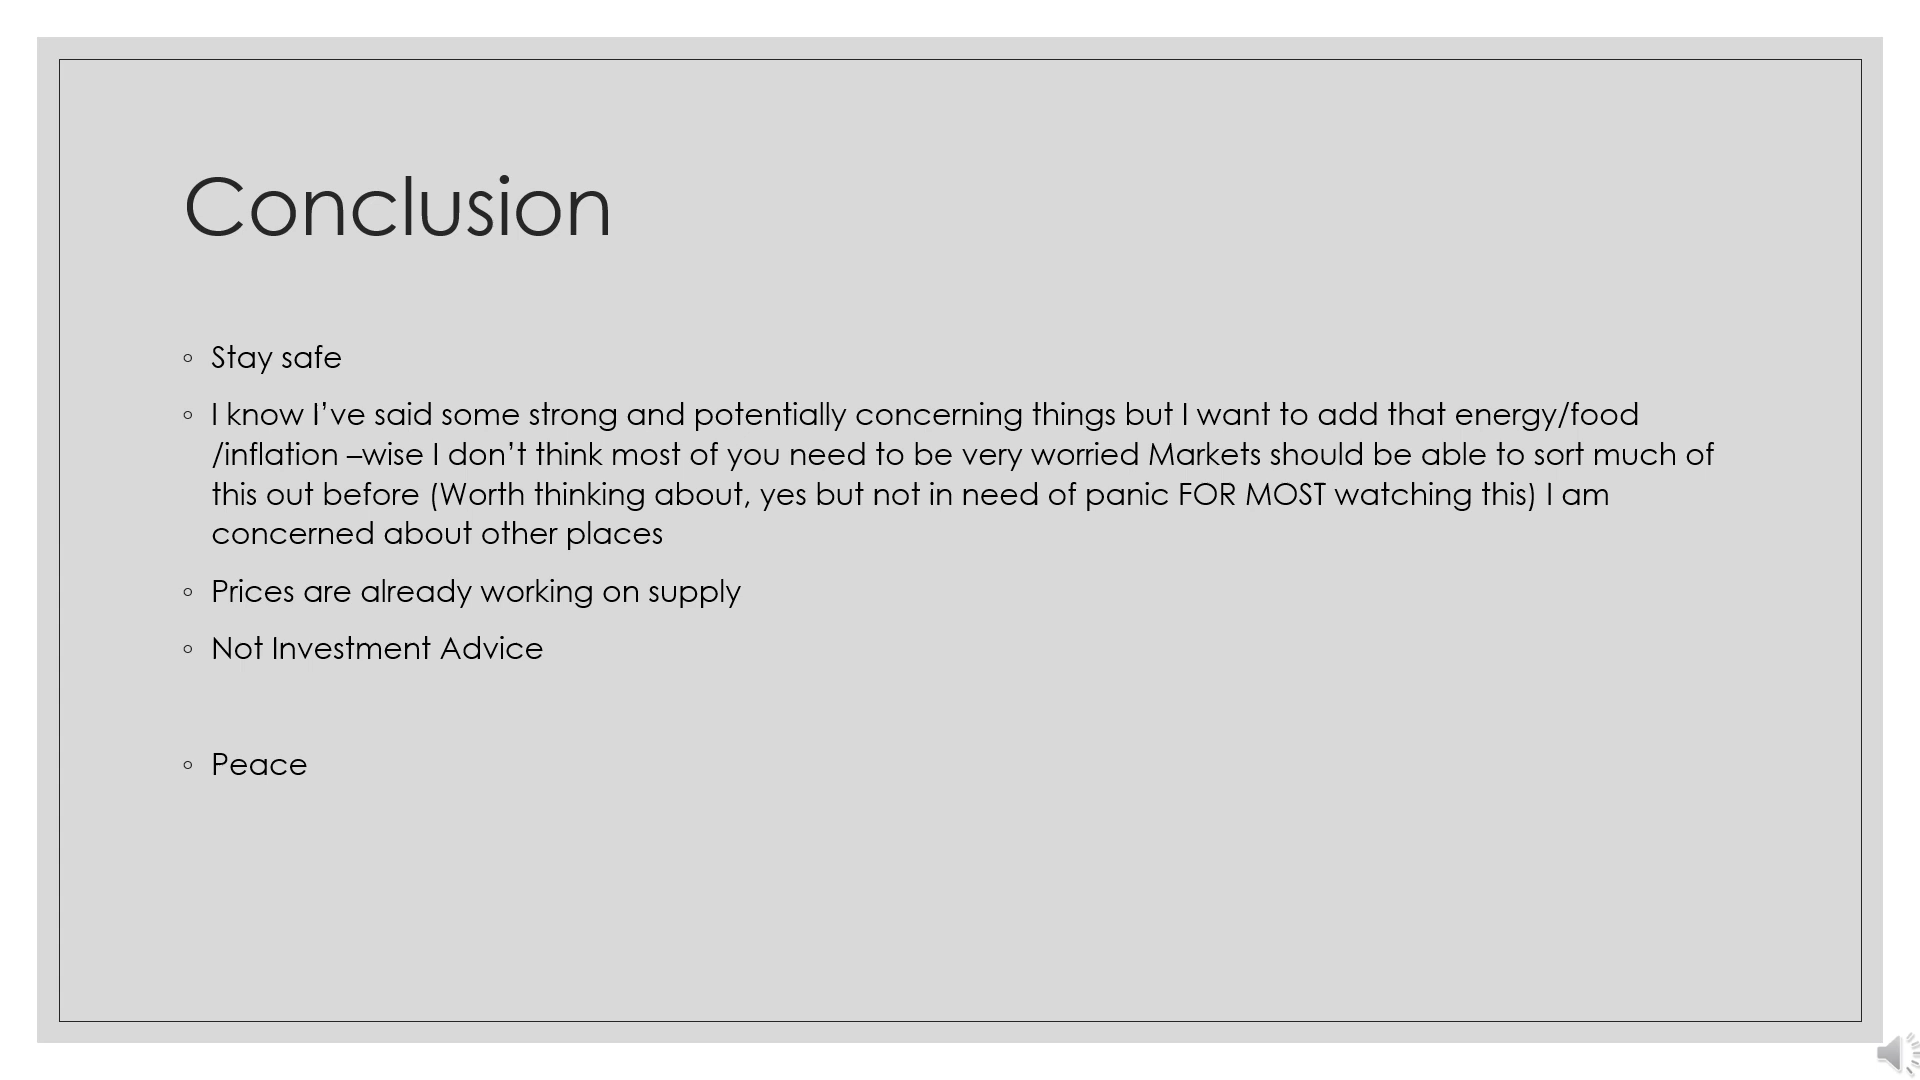 Conclusion
◦ Stay safe
◦ I know I’ve said some strong and potentially concerning things but I want to add that energy/food
/inflation –wise I don’t think most of you need to be very worried Markets should be able to sort much of
this out before (Worth thinking about, yes but not in need of panic FOR MOST watching this) I am
concerned about other places
◦ Prices are already working on supply
◦ Not Investment Advice
◦ Peace